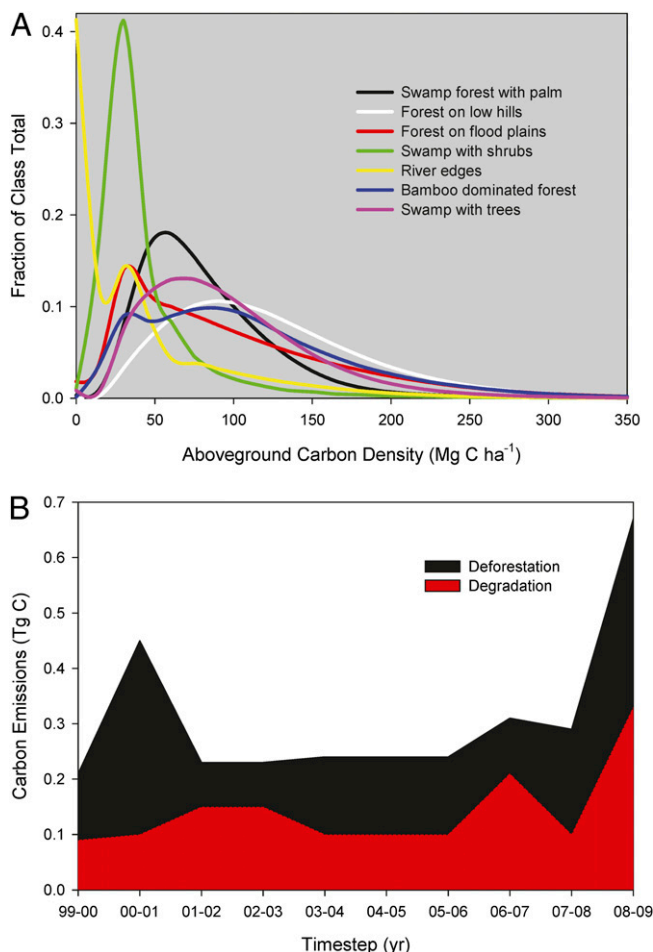 A
0.4
0.3
0.2
0.1
0.0
Fraction of Class Total
Swamp forest with palm
Forest on low hills
Forest on flood plains
Swamp with shrubs
River edges
Bamboo dominated forest
Swamp with trees
0 50 100 150 200 250 300 350
Aboveground Carbon Density (Mg C ha⁻¹)
B
0.7
0.6
0.5
0.4
0.3
0.2
0.1
0.0
Carbon Emissions (Tg C)
Deforestation
Degradation
99-00 00-01 01-02 02-03 03-04 04-05 05-06 06-07 07-08 08-09
Timestep (yr)